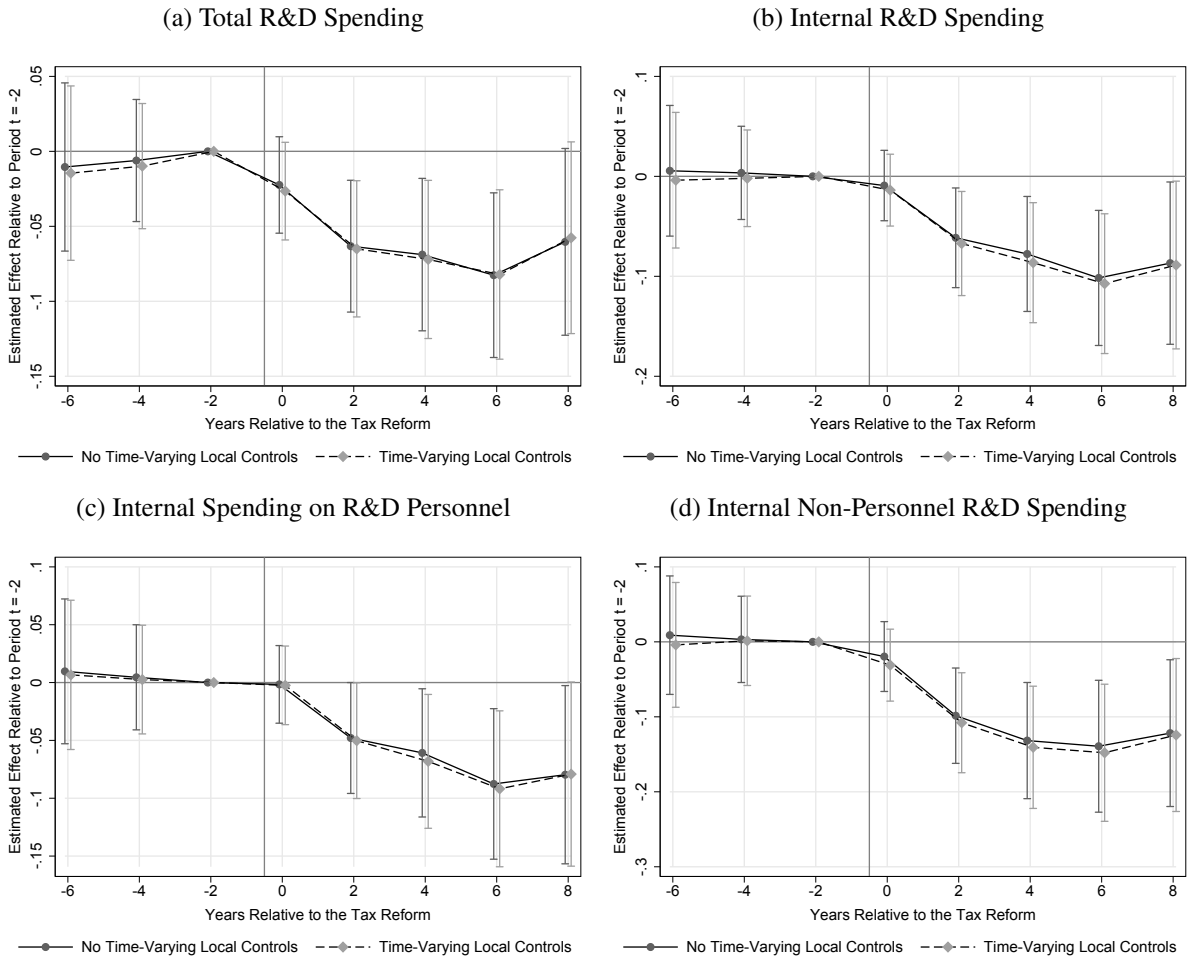 (a) Total R&D Spending
(b) Internal R&D Spending
Estimated Effect Relative to Period t = -2
.05
0
-.05
-.1
-.15
-6 -4 -2 0 2 4 6 8
Years Relative to the Tax Reform
No Time-Varying Local Controls Time-Varying Local Controls
Estimated Effect Relative to Period t = -2
.1
0
-.1
-.2
-6 -4 -2 0 2 4 6 8
Years Relative to the Tax Reform
No Time-Varying Local Controls Time-Varying Local Controls
(c) Internal Spending on R&D Personnel
(d) Internal Non-Personnel R&D Spending
Estimated Effect Relative to Period t = -2
.1
.05
0
-.05
-.1
-.15
-6 -4 -2 0 2 4 6 8
Years Relative to the Tax Reform
No Time-Varying Local Controls Time-Varying Local Controls
Estimated Effect Relative to Period t = -2
.1
0
-.1
-.2
-.3
-6 -4 -2 0 2 4 6 8
Years Relative to the Tax Reform
No Time-Varying Local Controls Time-Varying Local Controls